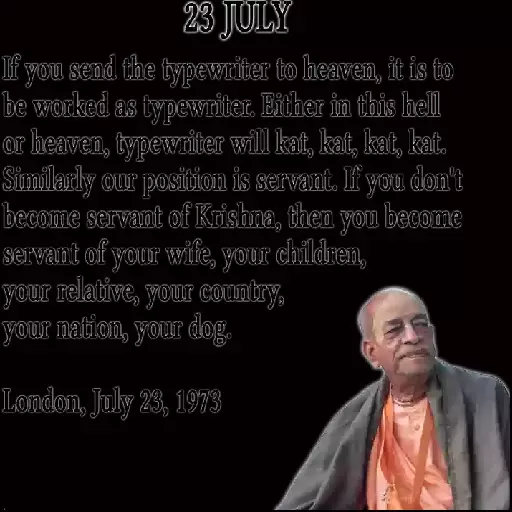 23 JULY
If you send the typewriter to heaven, it is to
be worked as typewriter. Either in this hell
or heaven, typewriter will kat, kat, kat, kat.
Similarly our position is servant. If you don't
become servant of Krishna, then you become
servant of your wife, your children,
your relative, your country,
your nation, your dog.
London, July 23, 1973